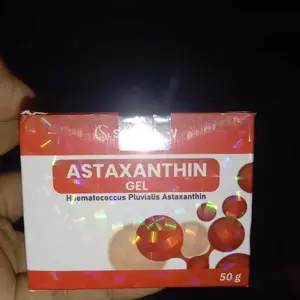 ASTAXANTHIN
GEL
Haematococcus Pluvialis Astaxanthin
50 g